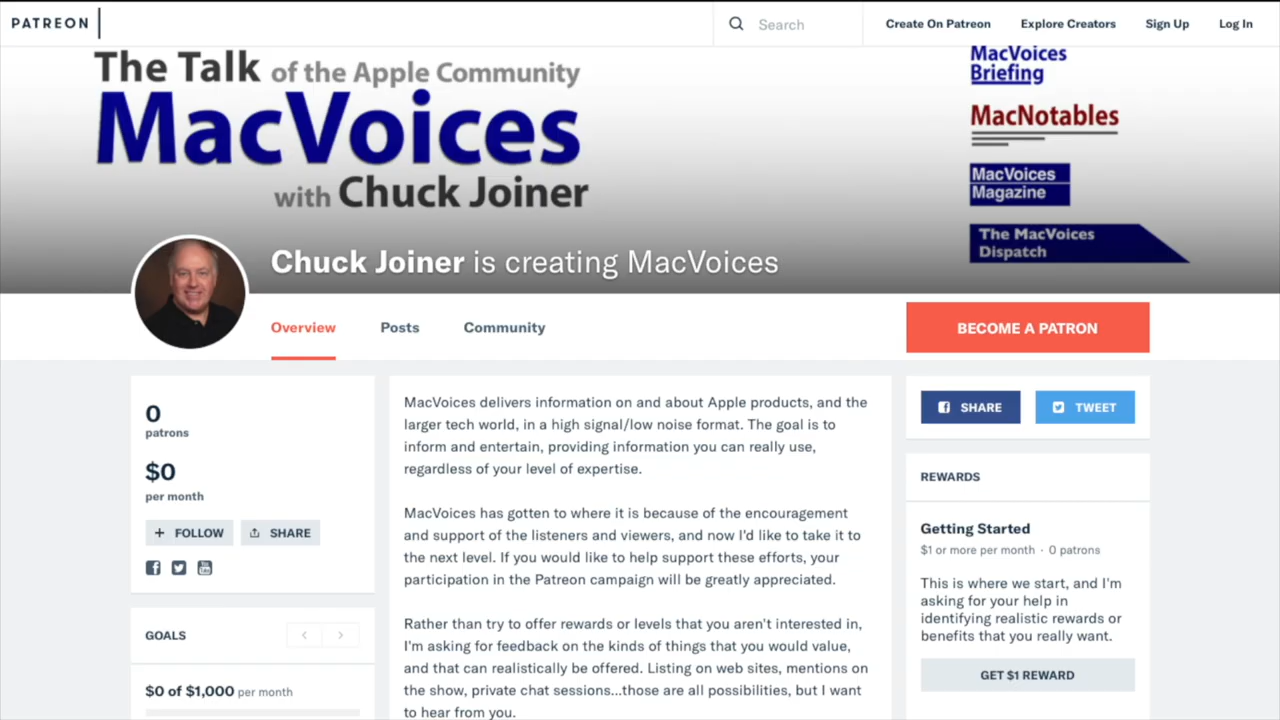 PATREON
Search
Create On Patreon
Explore Creators
Sign Up
Log In
The Talk of the Apple Community
MacVoices
with Chuck Joiner
MacVoices
Briefing
MacNotables
MacVoices
Magazine
The MacVoices
Dispatch
Chuck Joiner is creating MacVoices
Overview
Posts
Community
BECOME A PATRON
0
patrons
$0
per month
+ FOLLOW
SHARE
GOALS
$0 of $1,000 per month
MacVoices delivers information on and about Apple products, and the
larger tech world, in a high signal/low noise format. The goal is to
inform and entertain, providing information you can really use,
regardless of your level of expertise.
MacVoices has gotten to where it is because of the encouragement
and support of the listeners and viewers, and now I'd like to take it to
the next level. If you would like to help support these efforts, your
participation in the Patreon campaign will be greatly appreciated.
Rather than try to offer rewards or levels that you aren't interested in,
I'm asking for feedback on the kinds of things that you would value,
and that can realistically be offered. Listing on web sites, mentions on
the show, private chat sessions...those are all possibilities, but I want
to hear from you.
SHARE
TWEET
REWARDS
Getting Started
$1 or more per month · 0 patrons
This is where we start, and I'm
asking for your help in
identifying realistic rewards or
benefits that you really want.
GET $1 REWARD